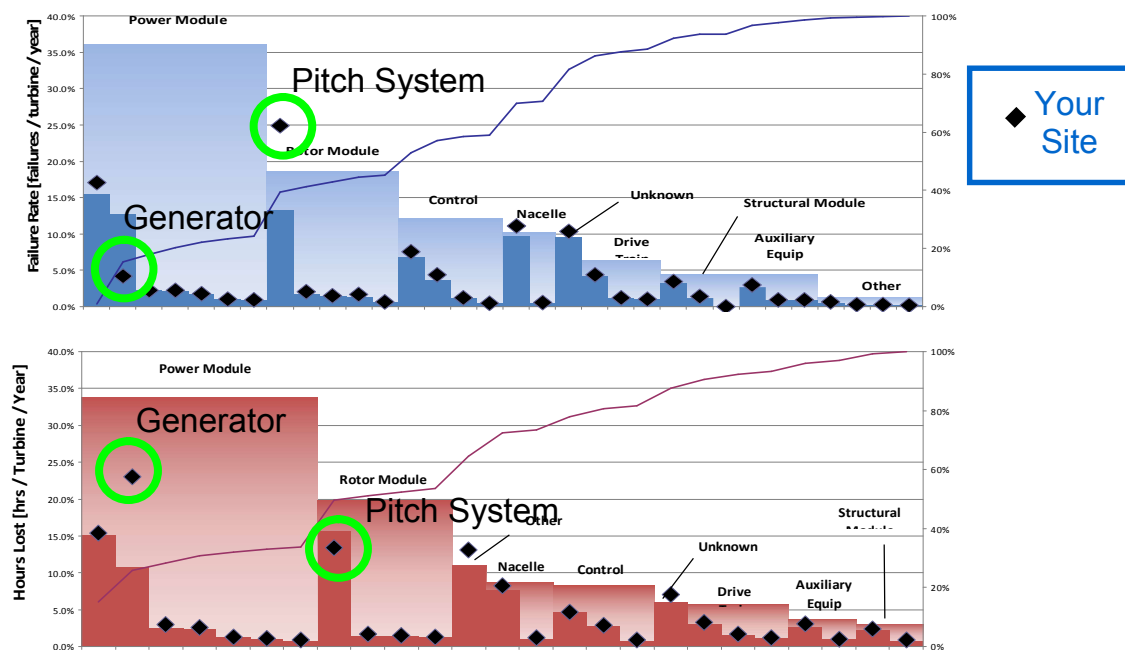 Power Module
40.0%
35.0%
30.0%
25.0%
20.0%
15.0%
10.0%
5.0%
0.0%
Failure Rate [failures / turbine / year]
Pitch System
Rotor Module
Generator
Control
Nacelle
Unknown
Structural Module
Drive
Auxiliary
Equip
Other
100%
80%
60%
40%
20%
0%
Your
Site
40.0%
35.0%
30.0%
25.0%
20.0%
15.0%
10.0%
5.0%
0.0%
Hours Lost [hrs / Turbine / Year]
Power Module
Generator
Rotor Module
Pitch System
Other
Nacelle
Control
Unknown
Drive
Auxiliary
Equip
Structural
100%
80%
60%
40%
20%
0%